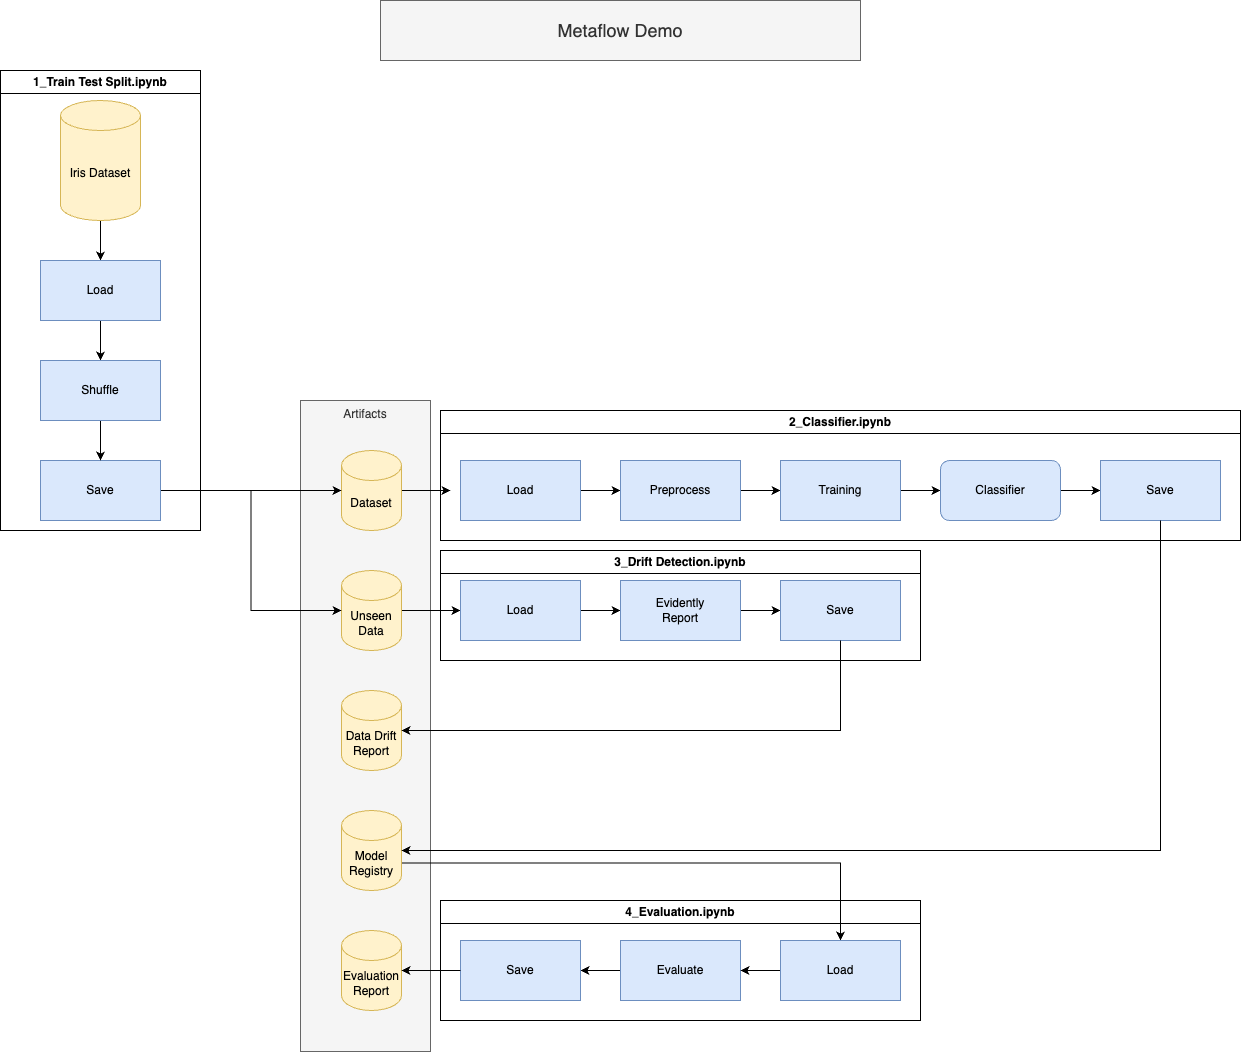 Metaflow Demo
1_Train Test Split.ipynb
Iris Dataset
Load
Shuffle
Save
Artifacts
Dataset
Unseen
Data
Data Drift
Report
Model
Registry
Evaluation
Report
2_Classifier.ipynb
Load
Preprocess
Training
Classifier
Save
3_Drift Detection.ipynb
Load
Evidently
Report
Save
4_Evaluation.ipynb
Save
Evaluate
Load